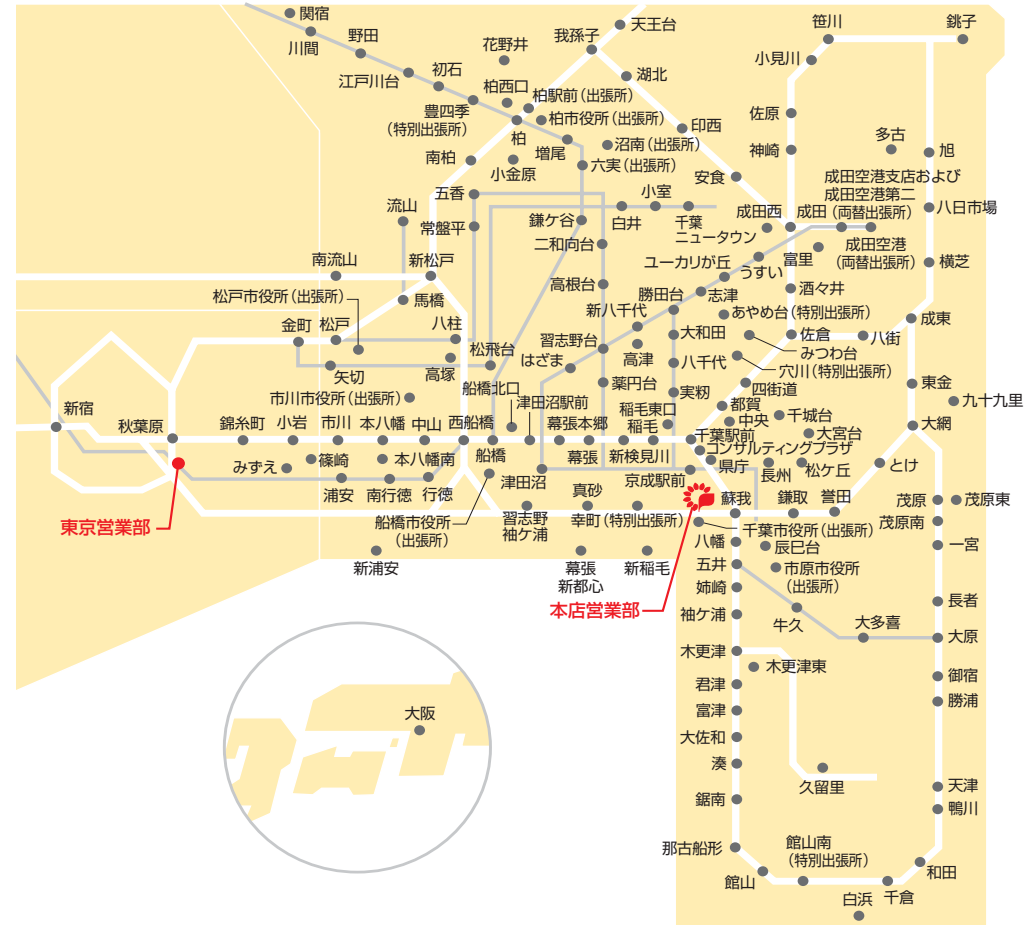 関宿
川間
野田
江戸川台
初石
豊四季
(特別出張所)
花野井
柏西口
柏駅前(出張所)
柏市役所(出張所)
柏
我孫子
天王台
湖北
印西
安食
増尾
沼南(出張所)
六実(出張所)
南柏
小金原
五香
流山
常盤平
鎌ケ谷
白井
小室
千葉
ニュータウン
二和向台
南流山
新松戸
高根台
松戸市役所(出張所)
馬橋
金町
松戸
八柱
松飛台
矢切
高塚
市川市役所(出張所)
笹川
銚子
小見川
佐原
神崎
多古
旭
成田空港支店および
成田空港第二
(両替出張所)
成田西
成田
八日市場
富里
成田空港
(両替出張所)
横芝
うすい
ユーカリが丘
志津
酒々井
勝田台
新八千代
あやめ台(特別出張所)
成東
習志野台
はざま
高津
大和田
佐倉
八街
みつわ台
八千代
穴川(特別出張所)
薬円台
実籾
四街道
東金
九十九里
船橋北口
津田沼駅前
稲毛東口
稲毛
都賀
中央
千城台
大宮台
大網
新宿
秋葉原
錦糸町
小岩
市川
本八幡
中山
西船橋
船橋
幕張本郷
幕張
新検見川
千葉駅前
コンサルティングプラザ
県庁
長州
松ケ丘
とけ
みずえ
篠崎
本八幡南
浦安
南行徳
行徳
津田沼
京成駅前
真砂
蘇我
鎌取
誉田
茂原
茂原東
茂原南
東京営業部
船橋市役所
(出張所)
習志野
袖ケ浦
幸町(特別出張所)
千葉市役所(出張所)
八幡
辰巳台
一宮
新浦安
幕張
新都心
新稲毛
五井
市原市役所
(出張所)
姉崎
本店営業部
袖ケ浦
牛久
大多喜
長者
大原
木更津
木更津東
御宿
君津
勝浦
富津
大阪
大佐和
湊
久留里
天津
鋸南
鴨川
那古船形
館山南
(特別出張所)
館山
和田
千倉
白浜